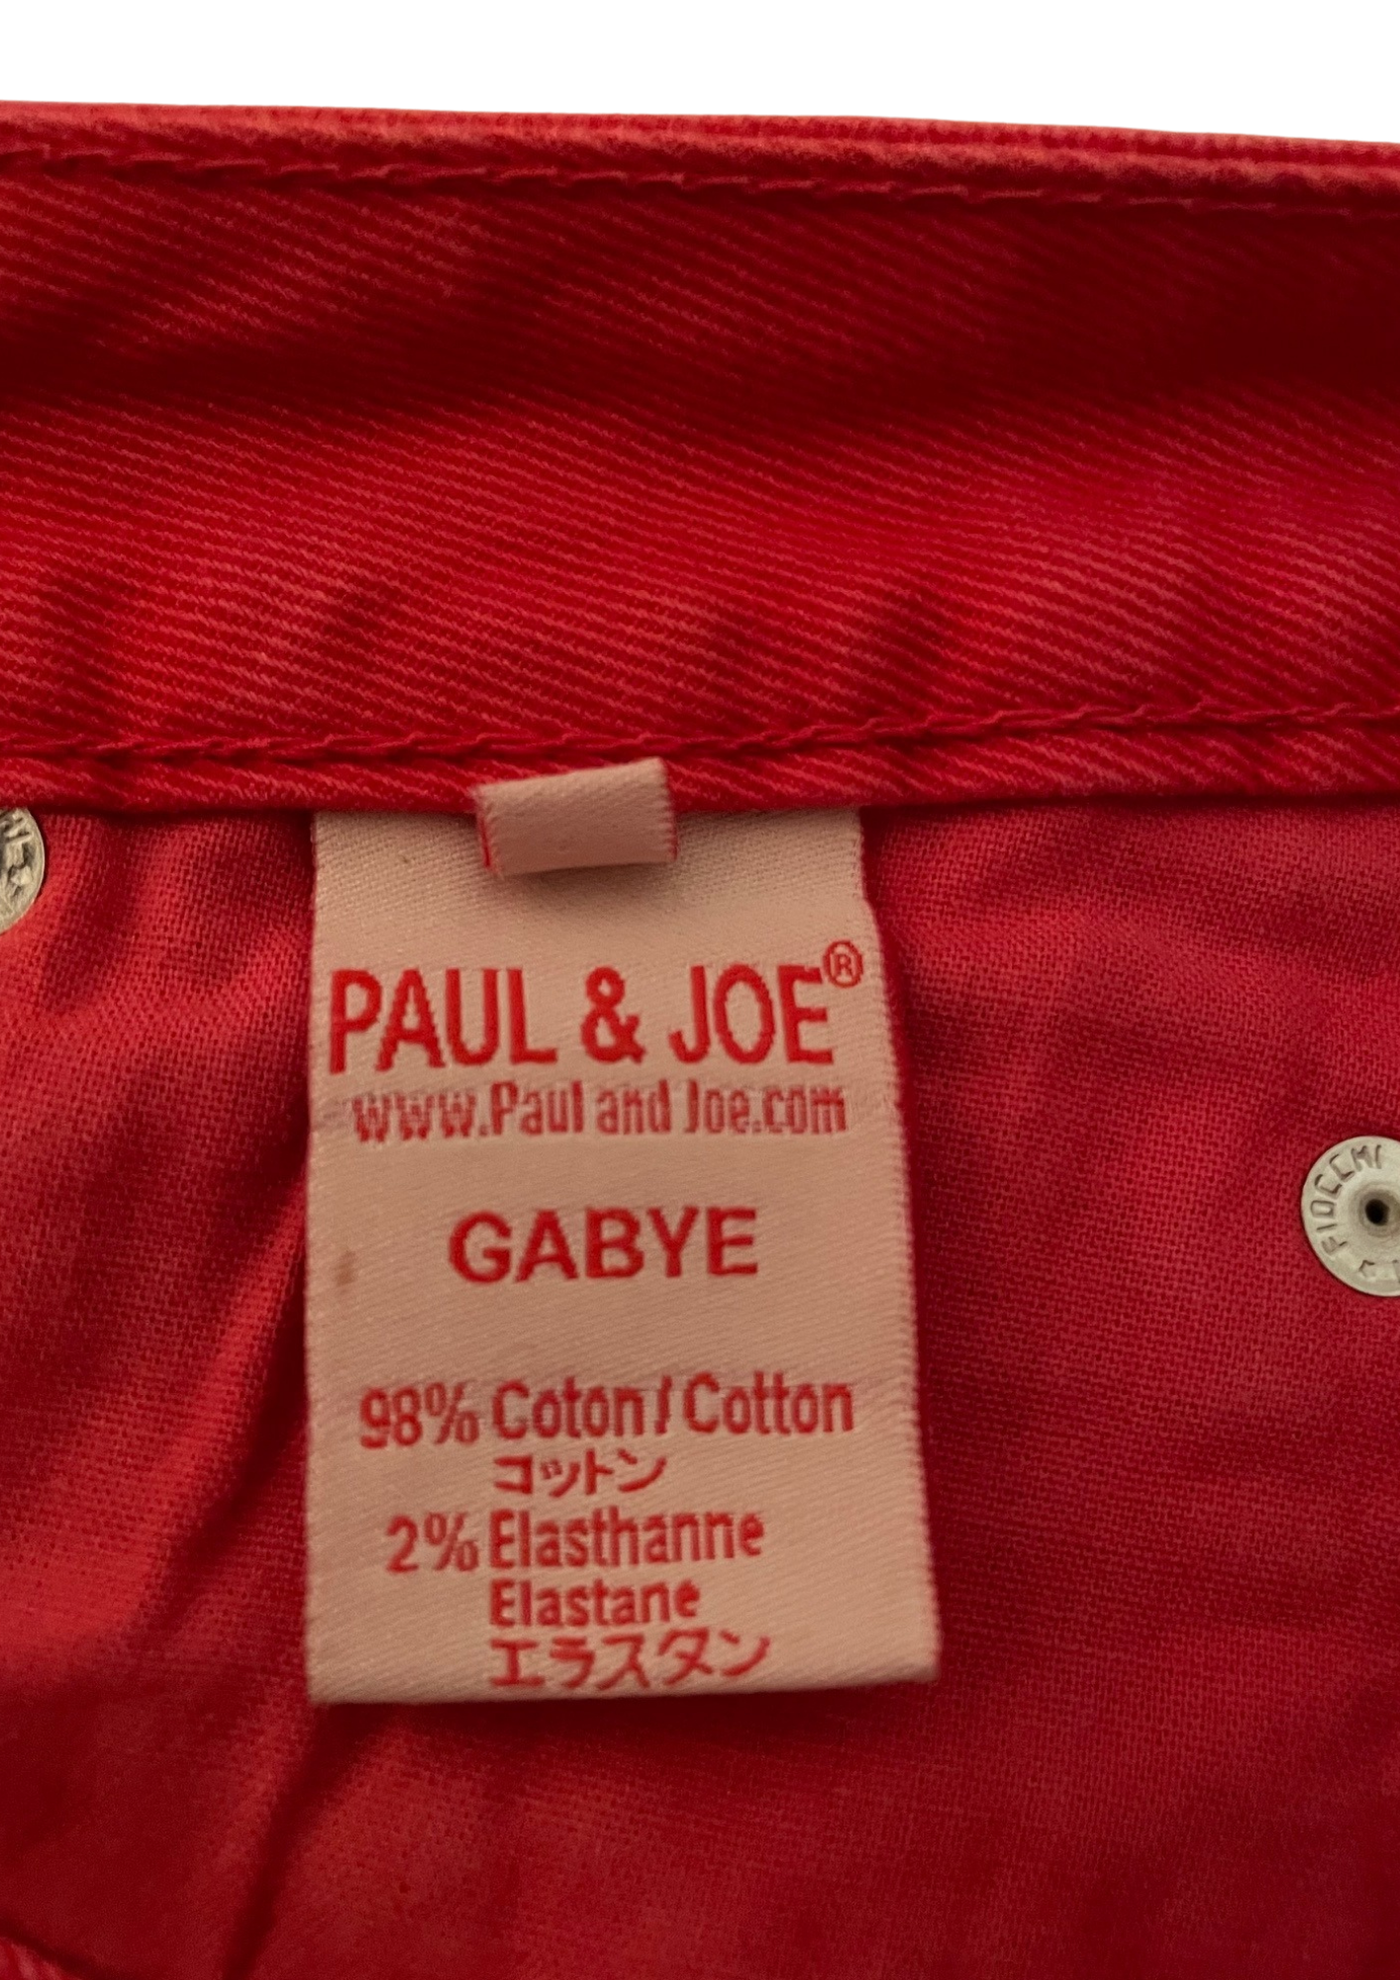 PAUL & JOE®
www.Paul and Joe.com
GABYE
98% Coton / Cotton
コットン
2% Elasthanne
Elastane
エラスタン
FIOCCHI